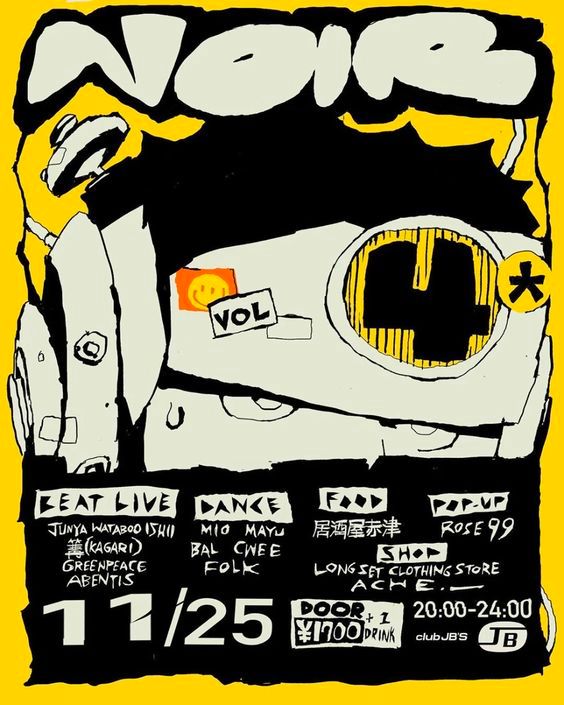 NOIR
VOL
4
BEAT LIVE
JUNYA WATABOO ISHII
篝(KAGARI)
GREENPEACE
ABENTIS
DANCE
MIO MAYU
BAL CWEE
FOLK
FOOD
居酒屋赤津
POP-UP
ROSE 99
SHOP
LONG SET CLOTHING STORE
ACHE.—
11/25
DOOR
¥1700
+1
DRINK
20:00-24:00
club JB'S
JB